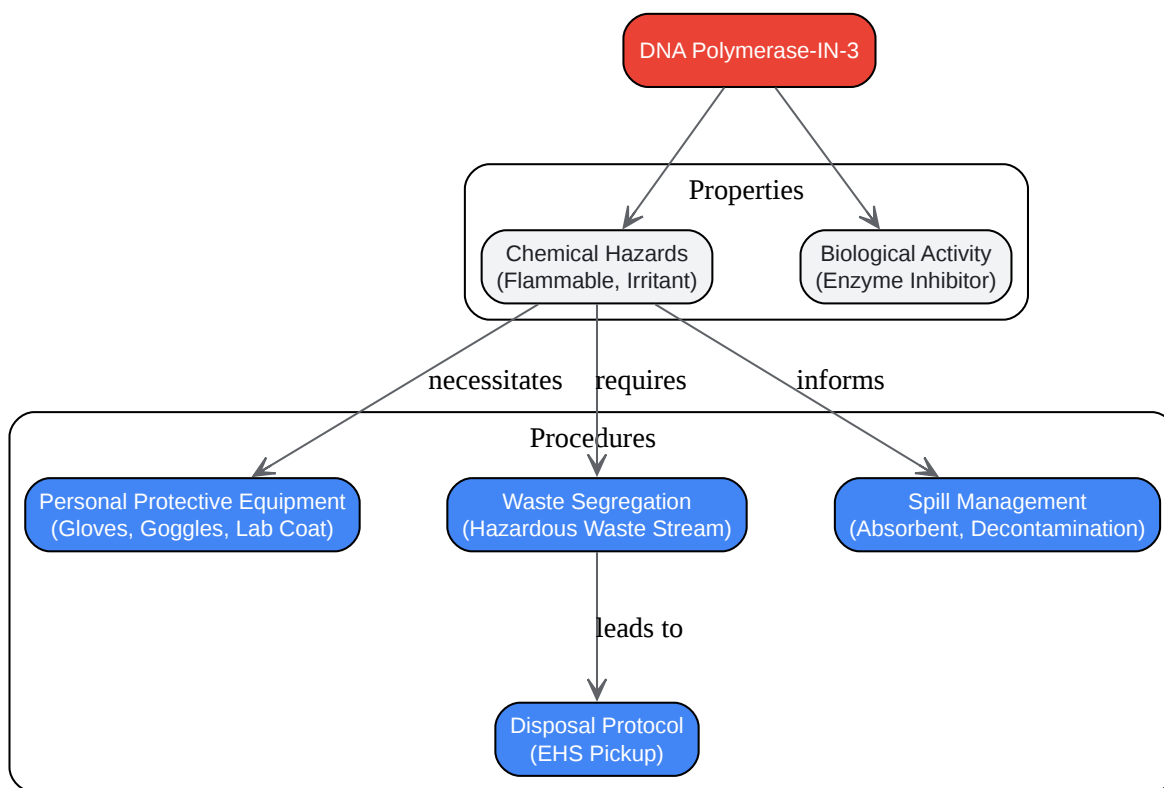 DNA Polymerase-IN-3
Properties
Chemical Hazards
(Flammable, Irritant)
Biological Activity
(Enzyme Inhibitor)
necessitates
requires
informs
Procedures
Personal Protective Equipment
(Gloves, Goggles, Lab Coat)
Waste Segregation
(Hazardous Waste Stream)
Spill Management
(Absorbent, Decontamination)
leads to
Disposal Protocol
(EHS Pickup)